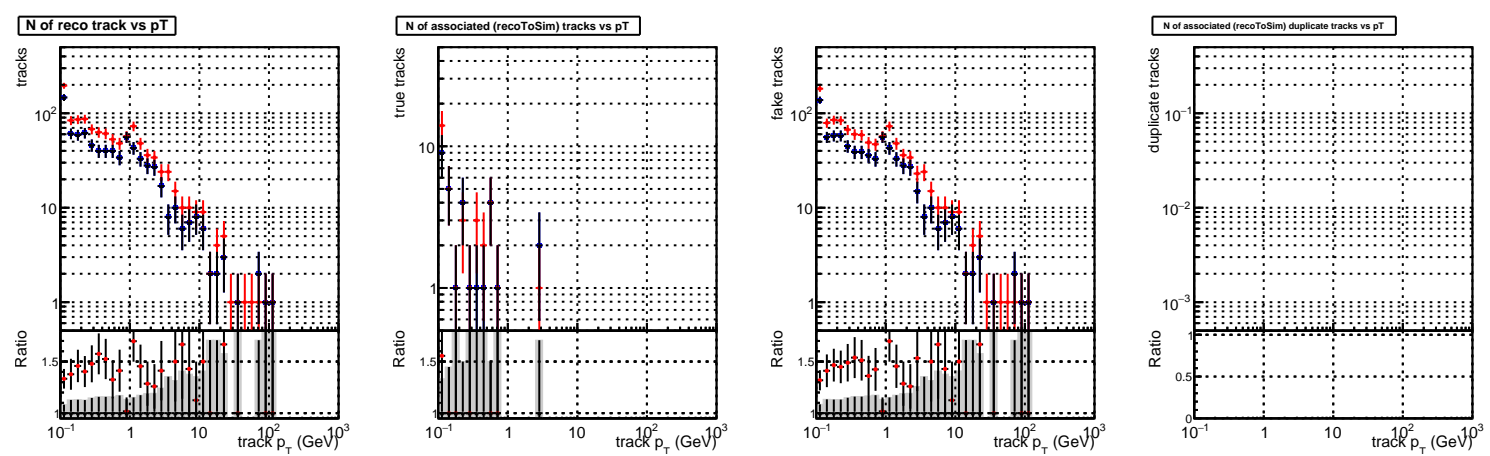 N of reco track vs pT
tracks
10²
10
1
Ratio
1.5
1
10⁻¹ 1 10 10² 10³
track p_T (GeV)
N of associated (recoToSim) tracks vs pT
true tracks
10
1
Ratio
1.5
1
10⁻¹ 1 10 10² 10³
track p_T (GeV)
fake tracks
10²
10
1
Ratio
1.5
1
10⁻¹ 1 10 10² 10³
track p_T (GeV)
N of associated (recoToSim) duplicate tracks vs pT
duplicate tracks
10⁻¹
10⁻²
10⁻³
Ratio
1
0.5
0
10⁻¹ 1 10 10² 10³
track p_T (GeV)